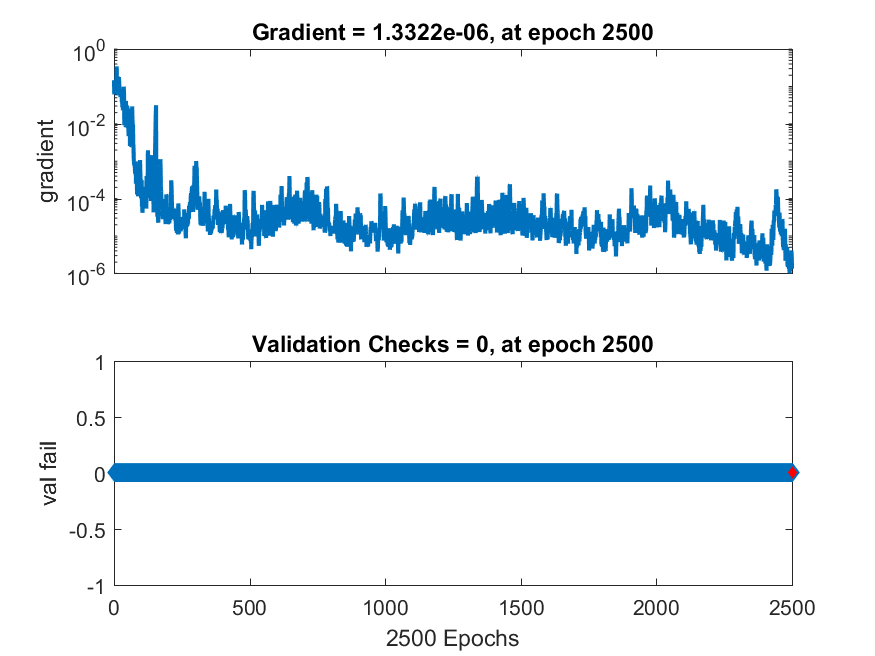 Gradient = 1.3322e-06, at epoch 2500
10^0
10^-2
10^-4
10^-6
gradient
Validation Checks = 0, at epoch 2500
1
0.5
0
-0.5
-1
val fail
0 500 1000 1500 2000 2500
2500 Epochs